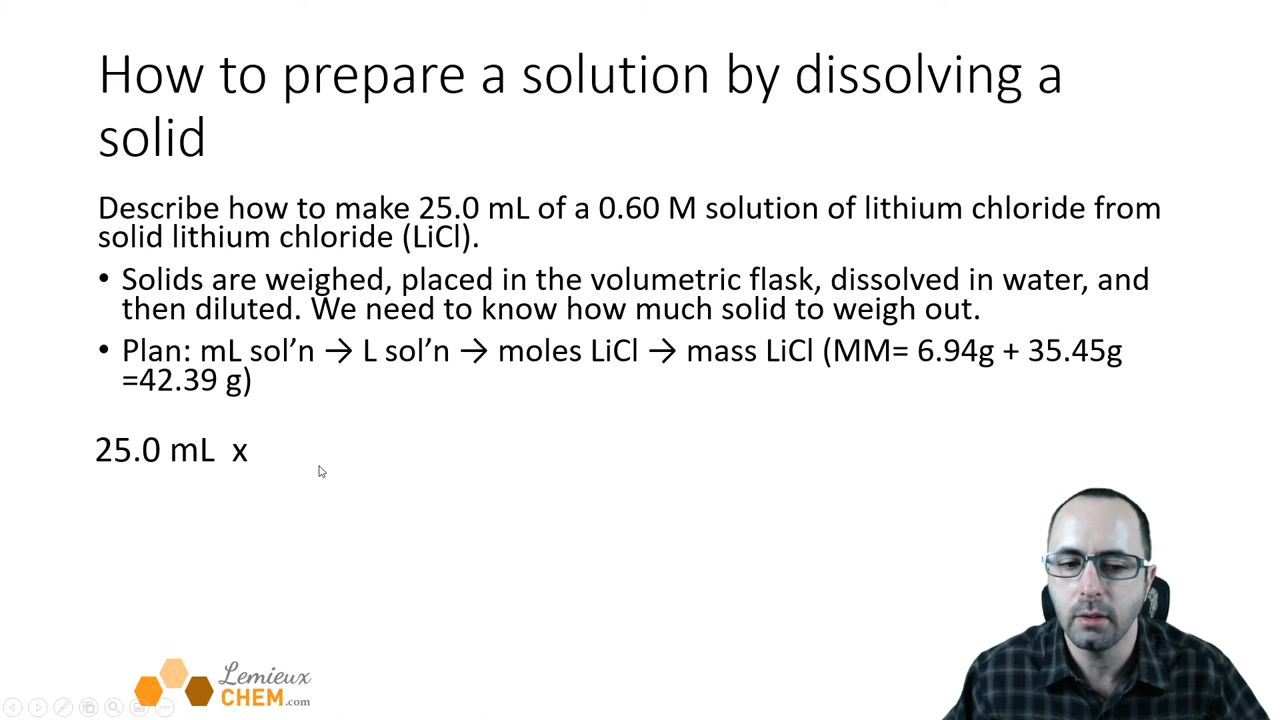 How to prepare a solution by dissolving a
solid
Describe how to make 25.0 mL of a 0.60 M solution of lithium chloride from
solid lithium chloride (LiCl).
• Solids are weighed, placed in the volumetric flask, dissolved in water, and
then diluted. We need to know how much solid to weigh out.
• Plan: mL sol’n → L sol’n → moles LiCl → mass LiCl (MM= 6.94g + 35.45g
=42.39 g)
25.0 mL x
Lemieux
CHEM.com